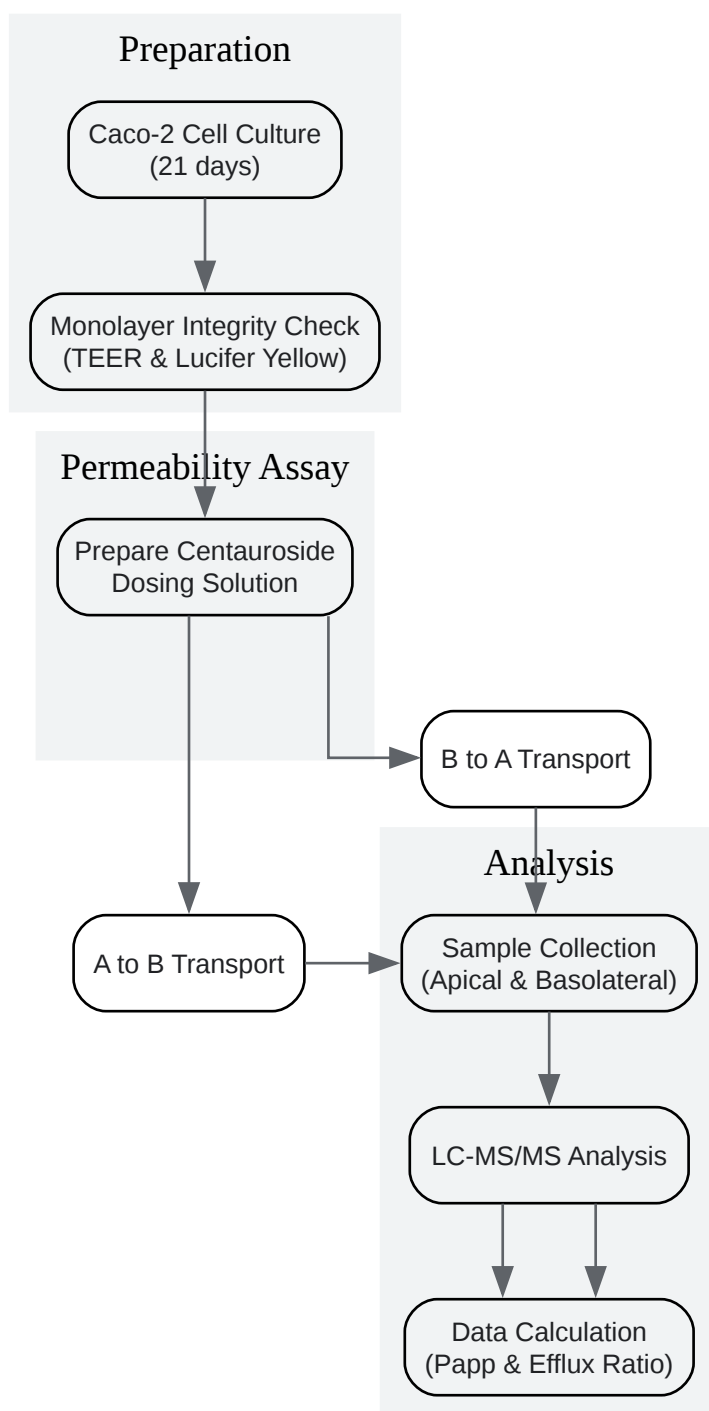 Preparation
Caco-2 Cell Culture
(21 days)
Monolayer Integrity Check
(TEER & Lucifer Yellow)
Permeability Assay
Prepare Centauroside
Dosing Solution
B to A Transport
Analysis
A to B Transport
Sample Collection
(Apical & Basolateral)
LC-MS/MS Analysis
Data Calculation
(Papp & Efflux Ratio)